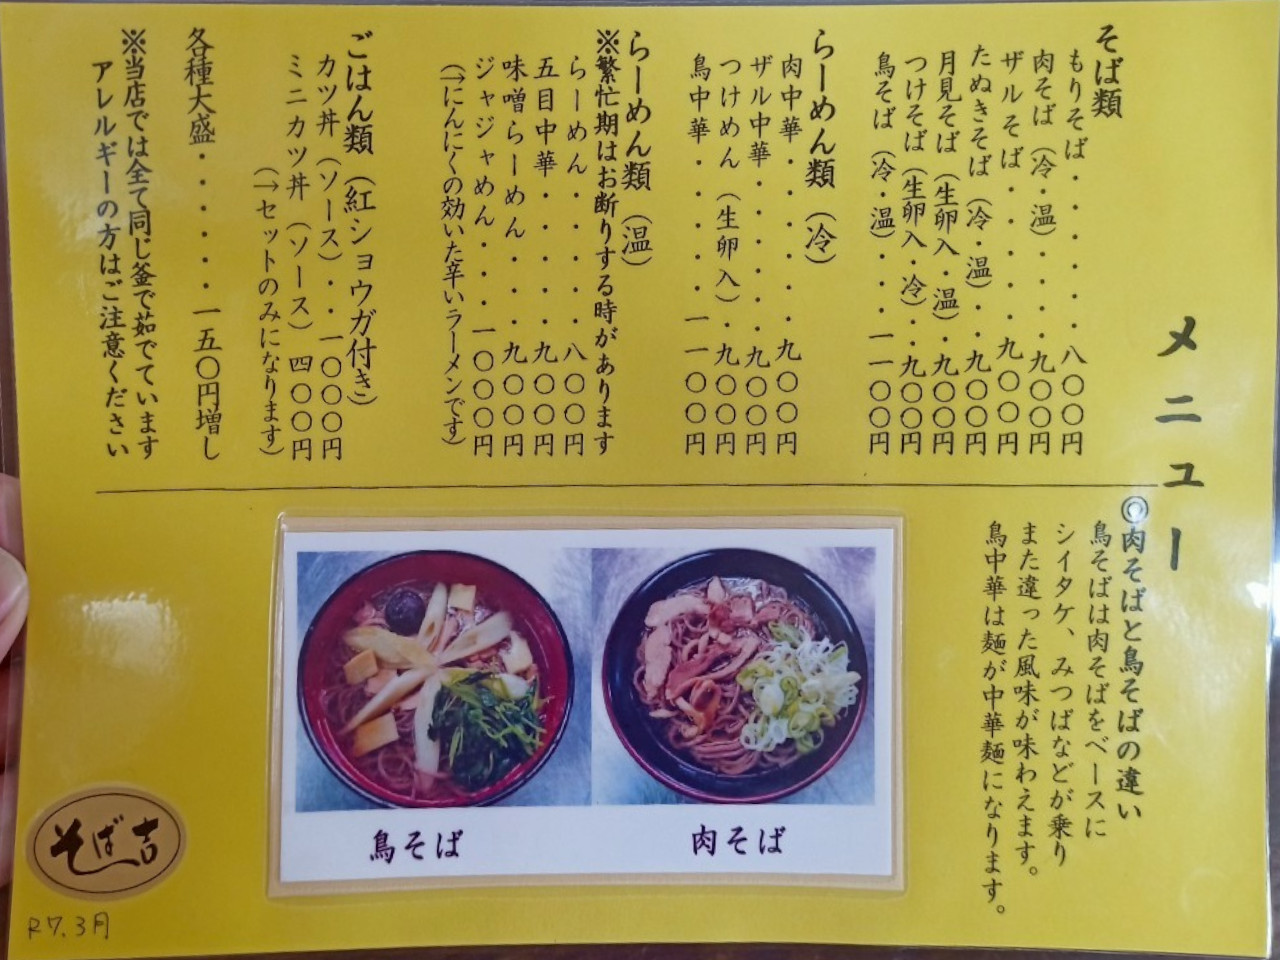 メニュー
そば類
もりそば・・・・・・八〇〇円
肉そば（冷・温）・・・九〇〇円
ザルそば・・・・・・九〇〇円
たぬきそば（冷・温）・・九〇〇円
月見そば（生卵入・温）・九〇〇円
つけそば（生卵入・冷）・・九〇〇円
鳥そば（冷・温）・・・一一〇〇円
らーめん類（冷）
肉中華・・・・・・・九〇〇円
ザル中華・・・・・・九〇〇円
つけめん（生卵入）・九〇〇円
鳥中華・・・・・・一一〇〇円
らーめん類（温）
※繁忙期はお断りする時があります
らーめん・・・・・・八〇〇円
五目中華・・・・・・九〇〇円
味噌らーめん・・・・九〇〇円
ジャジャめん・・・・一〇〇〇円
（→にんにくの効いた辛いラーメンです）
ごはん類（紅ショウガ付き）
カツ丼（ソース）・・一〇〇〇円
ミニカツ丼（ソース）四〇〇円
（→セットのみになります）
各種大盛・・・・・・一五〇円増し
※当店では全て同じ釜で茹でています
アレルギーの方はご注意ください
◎肉そばと鳥そばの違い
鳥そばは肉そばをベースに
シイタケ、みつばなどが乗り
また違った風味が味わえます。
鳥中華は麺が中華麺になります。
肉そば
鳥そば
そば吉
R7.3月